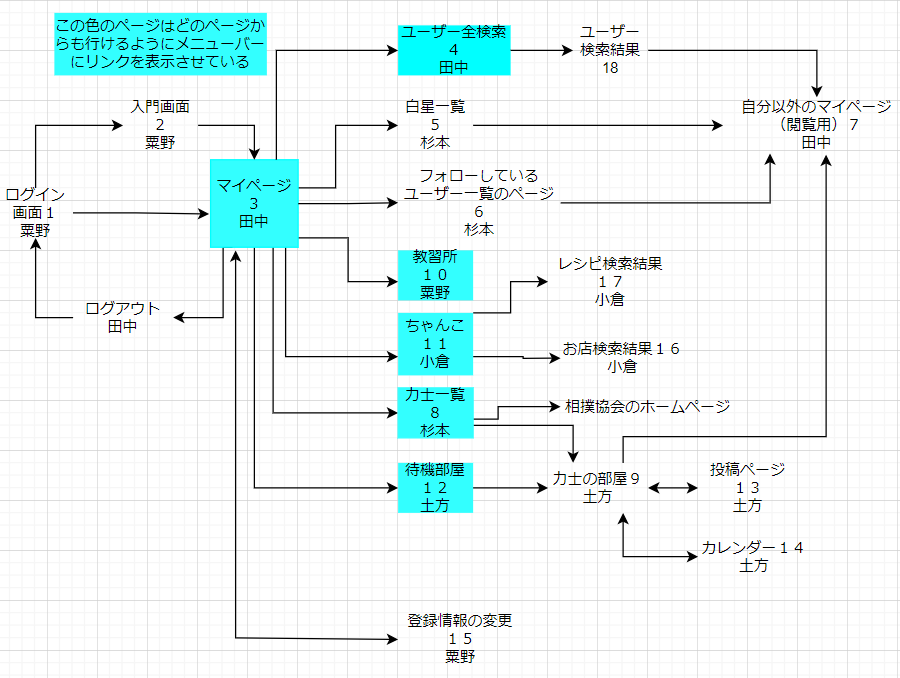 この色のページはどのページか
らも行けるようにメニューバー
にリンクを表示させている
ユーザー全検索
4
田中
ユーザー
検索結果
18
入門画面
2
粟野
白星一覧
5
杉本
自分以外のマイページ
（閲覧用）７
田中
マイページ
3
田中
フォローしている
ユーザー一覧のページ
6
杉本
ログイン
画面１
粟野
教習所
１０
粟野
レシピ検索結果
１７
小倉
ログアウト
田中
ちゃんこ
１１
小倉
お店検索結果１６
小倉
力士一覧
8
杉本
相撲協会のホームページ
待機部屋
１２
土方
力士の部屋９
土方
投稿ページ
１３
土方
カレンダー１４
土方
登録情報の変更
１５
粟野